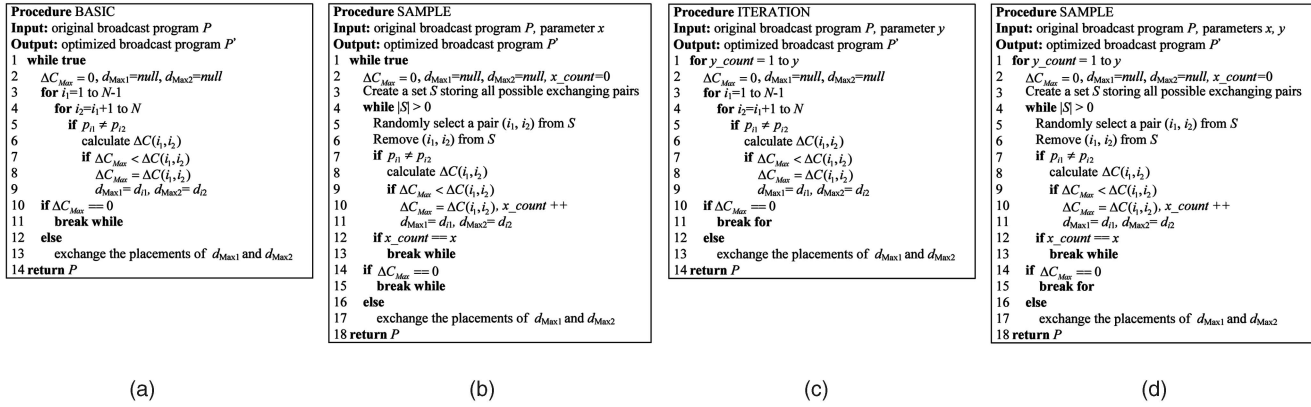 Procedure BASIC
Input: original broadcast program P
Output: optimized broadcast program P'
1 while true
2 ΔC_Max = 0, d_Max1=null, d_Max2=null
3 for i₁=1 to N-1
4 for i₂=i₁+1 to N
5 if p_i1 ≠ p_i2
6 calculate ΔC(i₁,i₂)
7 if ΔC_Max < ΔC(i₁,i₂)
8 ΔC_Max = ΔC(i₁,i₂)
9 d_Max1= d_i1, d_Max2= d_i2
10 if ΔC_Max == 0
11 break while
12 else
13 exchange the placements of d_Max1 and d_Max2
14 return P
(a)
Procedure SAMPLE
Input: original broadcast program P, parameter x
Output: optimized broadcast program P'
1 while true
2 ΔC_Max = 0, d_Max1=null, d_Max2=null, x_count=0
3 Create a set S storing all possible exchanging pairs
4 while |S| > 0
5 Randomly select a pair (i₁, i₂) from S
6 Remove (i₁, i₂) from S
7 if p_i1 ≠ p_i2
8 calculate ΔC(i₁,i₂)
9 if ΔC_Max < ΔC(i₁,i₂)
10 ΔC_Max = ΔC(i₁,i₂), x_count ++
11 d_Max1= d_i1, d_Max2= d_i2
12 if x_count == x
13 break while
14 if ΔC_Max == 0
15 break while
16 else
17 exchange the placements of d_Max1 and d_Max2
18 return P
(b)
Procedure ITERATION
Input: original broadcast program P, parameter y
Output: optimized broadcast program P'
1 for y_count = 1 to y
2 ΔC_Max = 0, d_Max1=null, d_Max2=null
3 for i₁=1 to N-1
4 for i₂=i₁+1 to N
5 if p_i1 ≠ p_i2
6 calculate ΔC(i₁,i₂)
7 if ΔC_Max < ΔC(i₁,i₂)
8 ΔC_Max = ΔC(i₁,i₂)
9 d_Max1= d_i1, d_Max2= d_i2
10 if ΔC_Max == 0
11 break for
12 else
13 exchange the placements of d_Max1 and d_Max2
14 return P
(c)
Procedure SAMPLE
Input: original broadcast program P, parameters x, y
Output: optimized broadcast program P'
1 for y_count = 1 to y
2 ΔC_Max = 0, d_Max1=null, d_Max2=null, x_count=0
3 Create a set S storing all possible exchanging pairs
4 while |S| > 0
5 Randomly select a pair (i₁, i₂) from S
6 Remove (i₁, i₂) from S
7 if p_i1 ≠ p_i2
8 calculate ΔC(i₁,i₂)
9 if ΔC_Max < ΔC(i₁,i₂)
10 ΔC_Max = ΔC(i₁,i₂), x_count ++
11 d_Max1= d_i1, d_Max2= d_i2
12 if x_count == x
13 break while
14 if ΔC_Max == 0
15 break for
16 else
17 exchange the placements of d_Max1 and d_Max2
18 return P
(d)